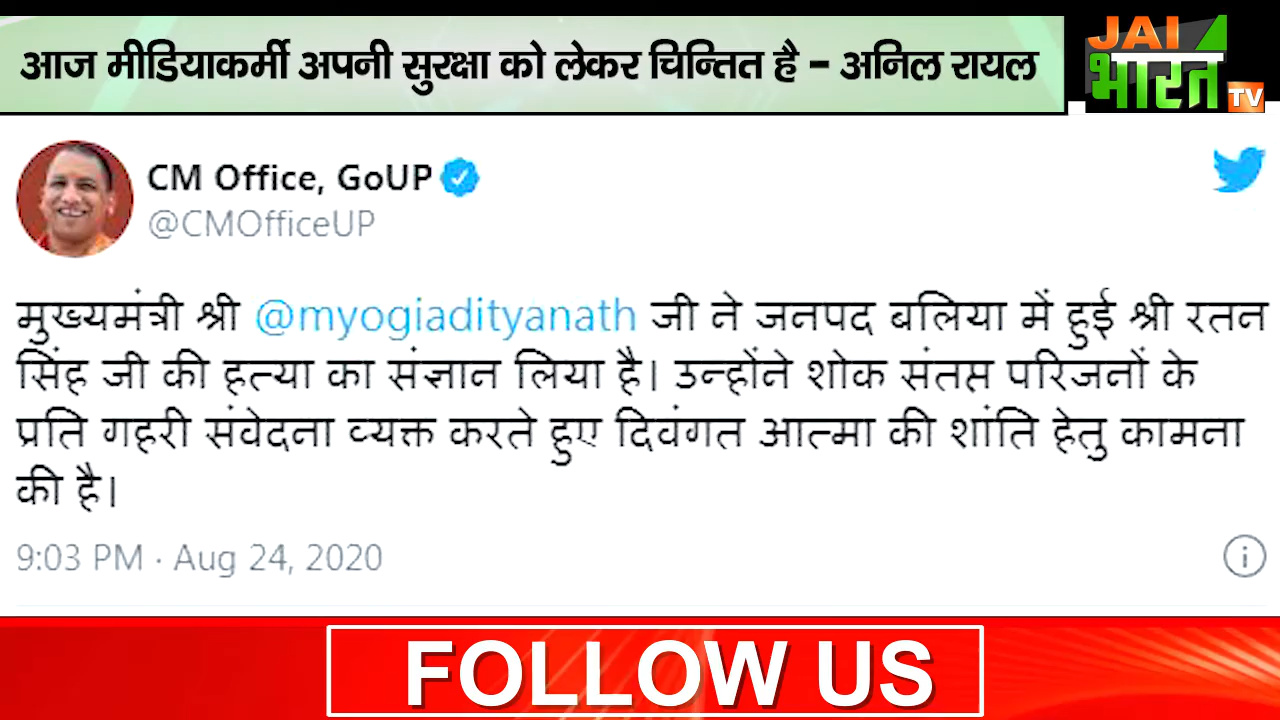 आज मीडियाकर्मी अपनी सुरक्षा को लेकर चिन्तित है - अनिल रायल
JAI
भारत
TV
CM Office, GoUP
@CMOfficeUP
मुख्यमंत्री श्री @myogiadityanath जी ने जनपद बलिया में हुई श्री रतन
सिंह जी की हत्या का संज्ञान लिया है। उन्होंने शोक संतप्त परिजनों के
प्रति गहरी संवेदना व्यक्त करते हुए दिवंगत आत्मा की शांति हेतु कामना
की है।
9:03 PM · Aug 24, 2020
FOLLOW US